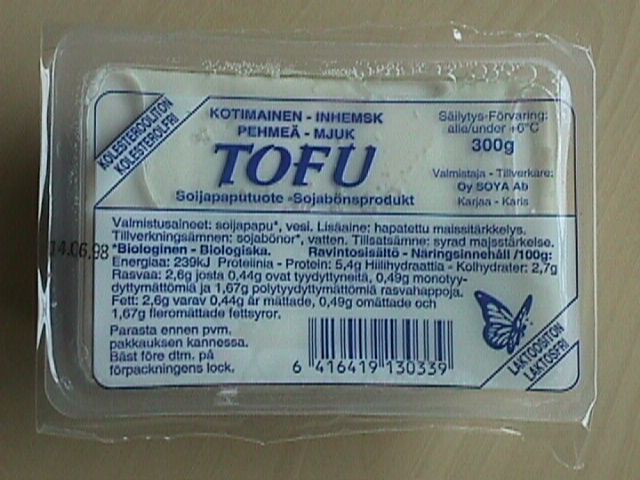 KOLESTEROLITON
KOLESTEROLFRI
KOTIMAINEN - INHEMSK
PEHMEÄ - MJUK
TOFU
Soijapaputuote -Sojabönsprodukt
Säilytys-Förvaring:
alle/under +6°C
300g
Valmistaja - Tillverkare:
Oy SOYA Ab
Karjaa - Karis
Valmistusaineet: soijapapu*, vesi. Lisäaine: hapatettu maissitärkkelys.
Tillverkningsämnen: sojabönor*, vatten. Tillsatsämne: syrad majsstärkelse.
*Biologinen - Biologiska. Ravintosisältö - Näringsinnehåll /100g:
Energiaa: 239kJ Proteiinia - Protein: 5,4g Hiilihydraattia - Kolhydrater: 2,7g
Rasvaa: 2,6g josta 0,44g ovat tyydyttyneitä, 0,49g monotyy-
dyttymättömiä ja 1,67g polytyydyttymättömiä rasvahappoja.
Fett: 2,6g varav 0,44g är mättade, 0,49g omättade och
1,67g fleromättade fettsyror.
14.06.98
Parasta ennen pvm.
pakkauksen kannessa.
Bäst före dtm. på
förpackningens lock.
6 416419 130339
LAKTOOSITON
LAKTOSFRI